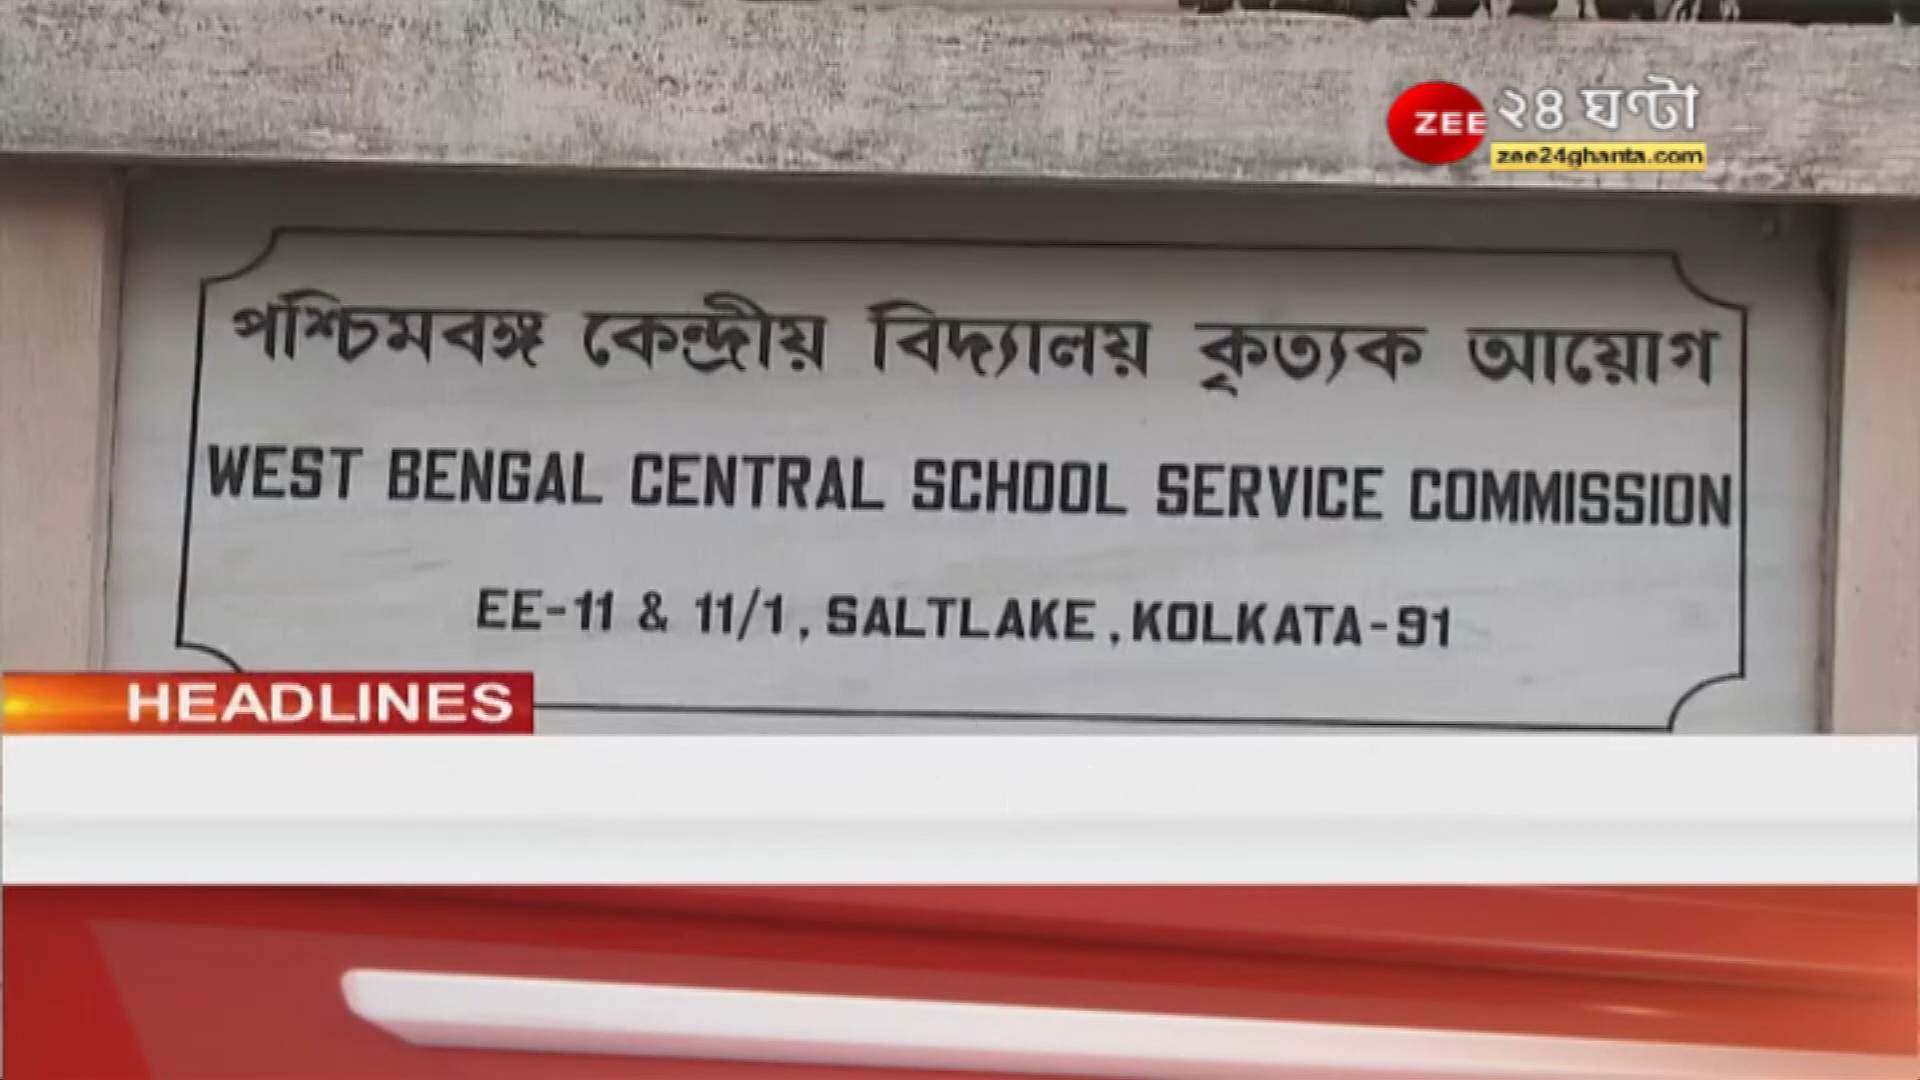 ZEE ২৪ ঘণ্টা
zee24ghanta.com
পশ্চিমবঙ্গ কেন্দ্রীয় বিদ্যালয় কৃত্যক আয়োগ
WEST BENGAL CENTRAL SCHOOL SERVICE COMMISSION
EE-11 & 11/1, SALTLAKE, KOLKATA-91
HEADLINES